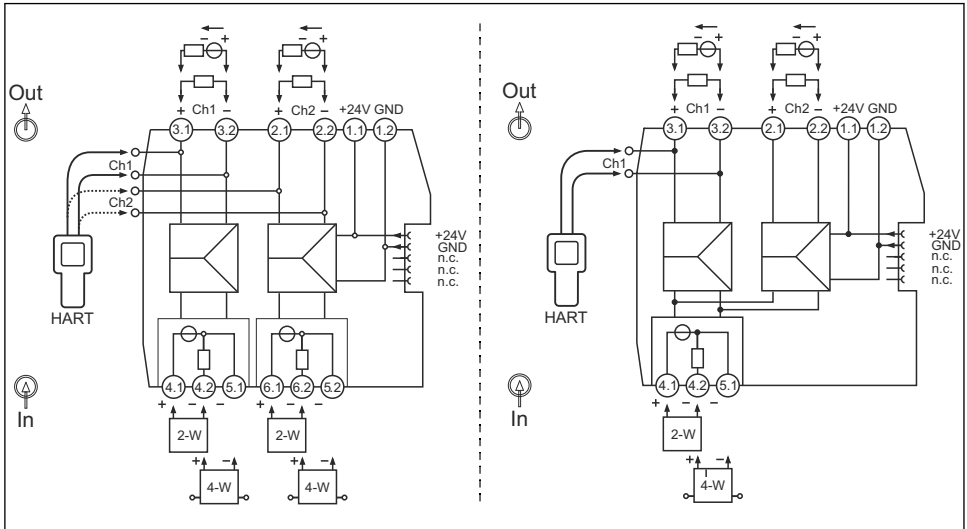 − + − +
Out
+ Ch1 − + Ch2 − +24V GND
3.1 3.2 2.1 2.2 1.1 1.2
Ch1
Ch2
+24V
GND
n.c.
n.c.
n.c.
HART
4.1 4.2 5.1 6.1 6.2 5.2
In
+ − − + − −
2-W 2-W
+ − + −
4-W 4-W
− + − +
Out
+ Ch1 − + Ch2 − +24V GND
3.1 3.2 2.1 2.2 1.1 1.2
Ch1
+24V
GND
n.c.
n.c.
n.c.
HART
4.1 4.2 5.1
In
+ − −
2-W
+ −
4-W